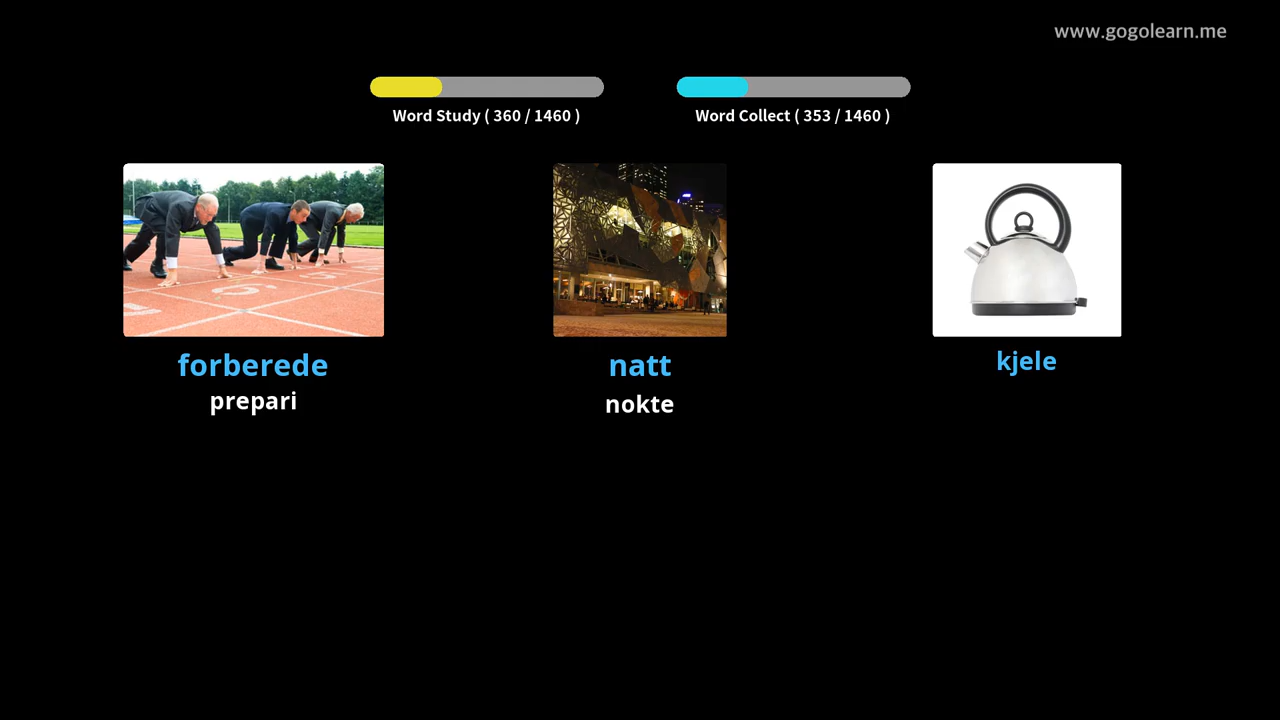 www.gogolearn.me
Word Study ( 360 / 1460 )
Word Collect ( 353 / 1460 )
forberede
prepari
natt
nokte
kjele